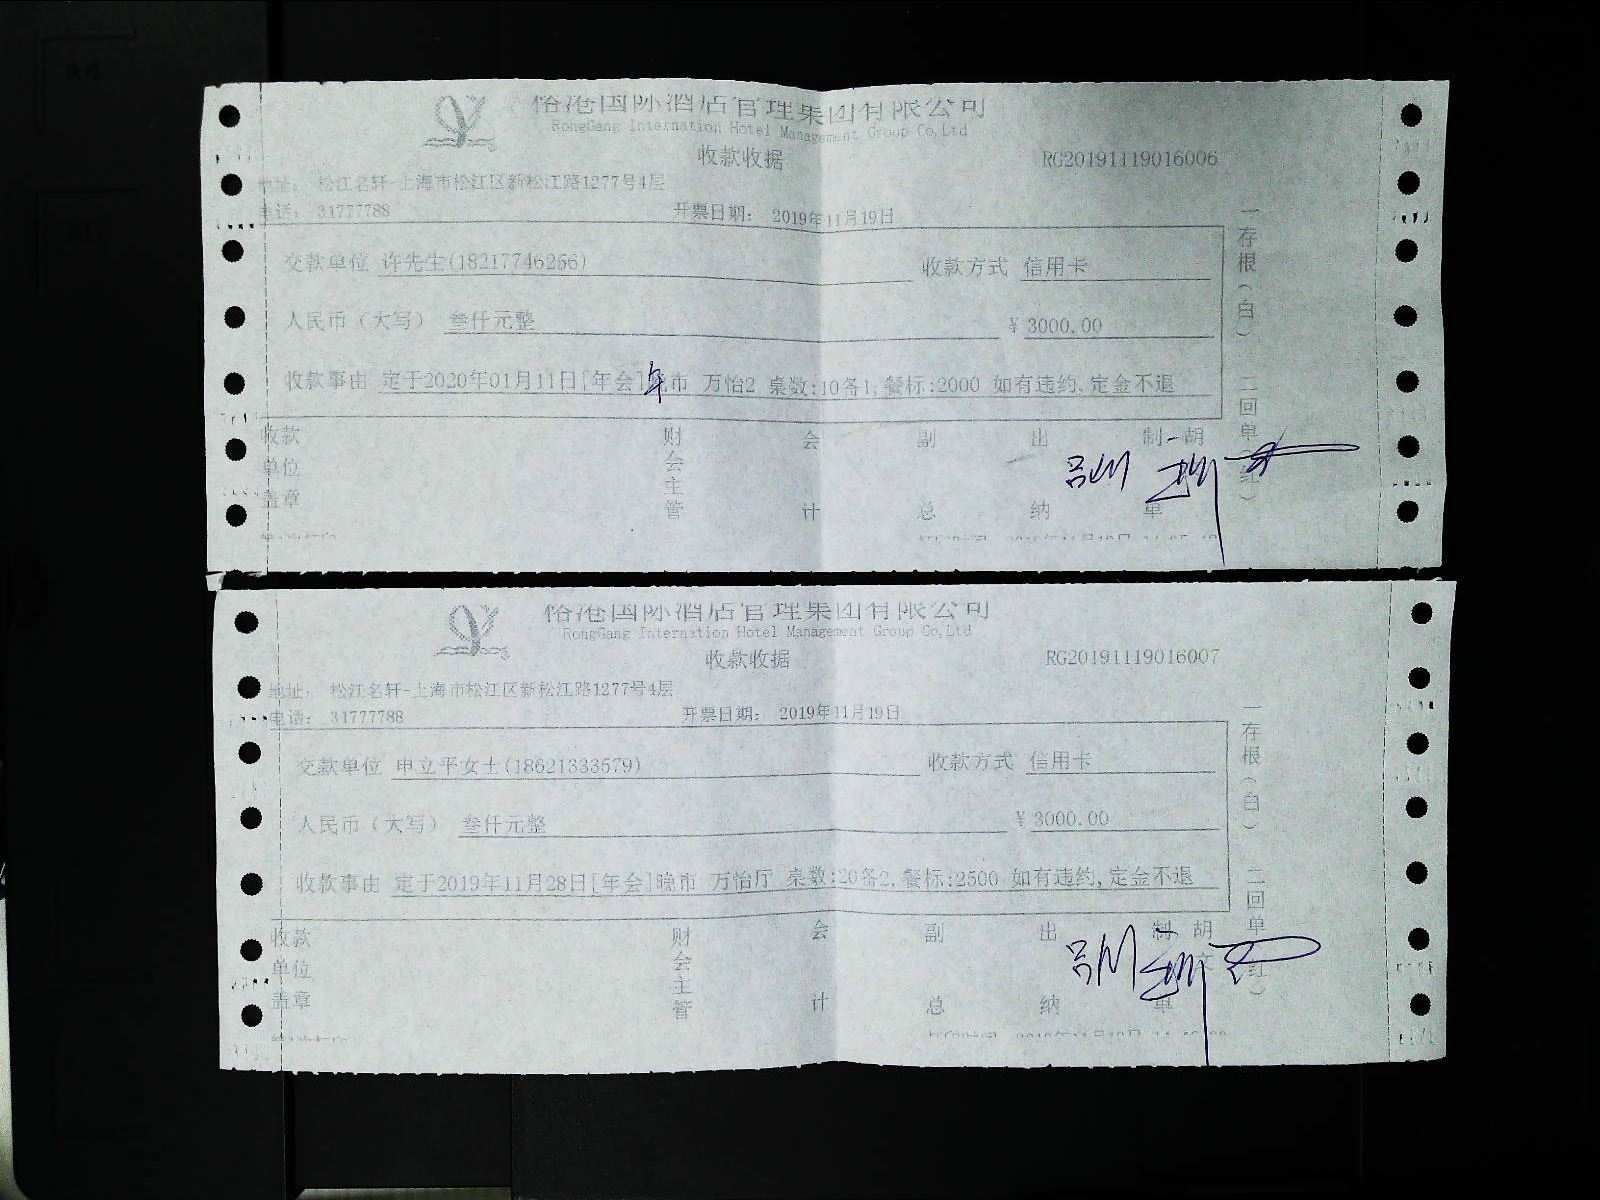 国际酒店管理集团有限公司
RongGang Internation Hotel Management Group Co,Ltd
收款收据 RG20191119016006
地址： 松江名轩-上海市松江区新松江路1277号4层
电话： 31777788 开票日期： 2019年11月19日
交款单位 许先生(18217746256) 收款方式 信用卡
人民币（大写） 叁仟元整 ￥3000.00
收款事由 定于2020年01月11日[年会]晚市 万怡2 桌数:10备1,餐标:2000 如有违约,定金不退
一存根（白） 二回单（红）
收款单位盖章 财会主管 会计 副总 出纳 制单 胡
国际酒店管理集团有限公司
RongGang Internation Hotel Management Group Co,Ltd
收款收据 RG20191119016007
地址： 松江名轩-上海市松江区新松江路1277号4层
电话： 31777788 开票日期： 2019年11月19日
交款单位 申立平女士(18621333579) 收款方式 信用卡
人民币（大写） 叁仟元整 ￥3000.00
收款事由 定于2019年11月28日[年会]晚市 万怡厅 桌数:20备2,餐标:2500 如有违约,定金不退
一存根（白） 二回单（红）
收款单位盖章 财会主管 会计 副总 出纳 制单 胡